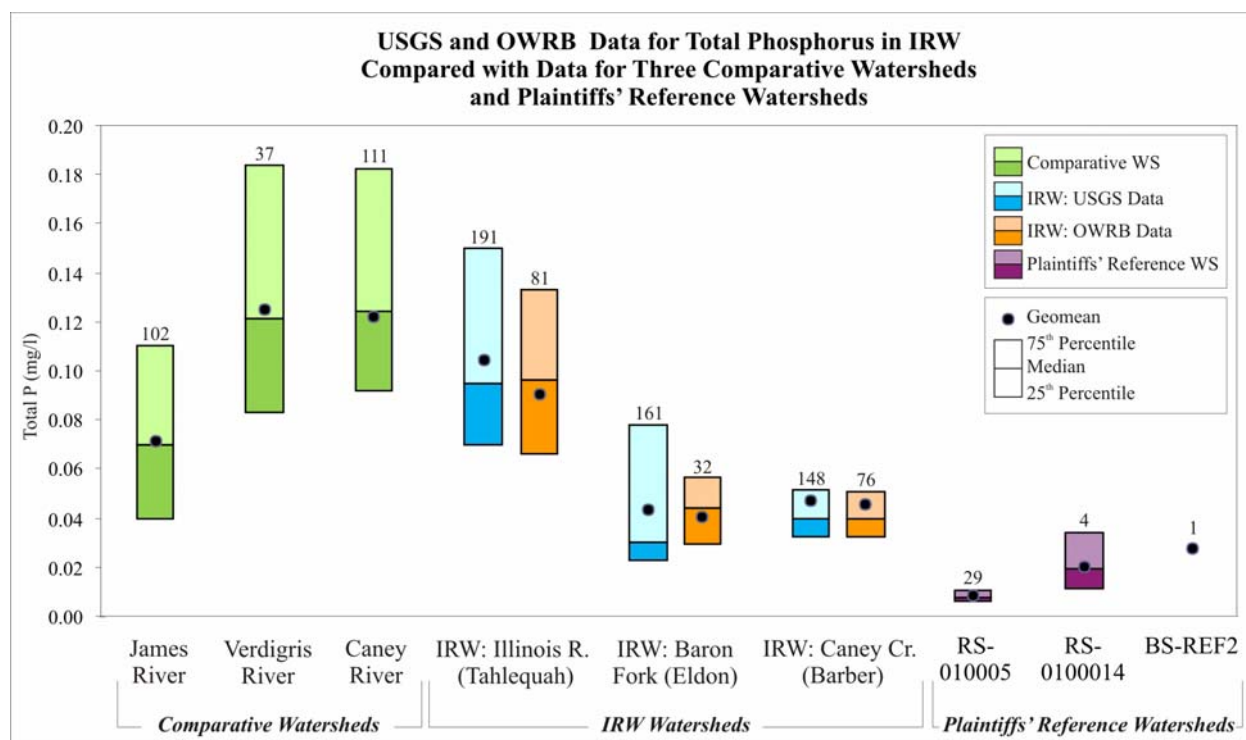 USGS and OWRB Data for Total Phosphorus in IRW
Compared with Data for Three Comparative Watersheds
and Plaintiffs' Reference Watersheds
Total P (mg/l)
0.20
0.18
0.16
0.14
0.12
0.10
0.08
0.06
0.04
0.02
0.00
102
37
111
191
81
161
32
148
76
29
4
1
Comparative WS
IRW: USGS Data
IRW: OWRB Data
Plaintiffs' Reference WS
Geomean
75th Percentile
Median
25th Percentile
James
River
Verdigris
River
Caney
River
IRW: Illinois R.
(Tahlequah)
IRW: Baron
Fork (Eldon)
IRW: Caney Cr.
(Barber)
RS-
010005
RS-
0100014
BS-REF2
Comparative Watersheds
IRW Watersheds
Plaintiffs' Reference Watersheds